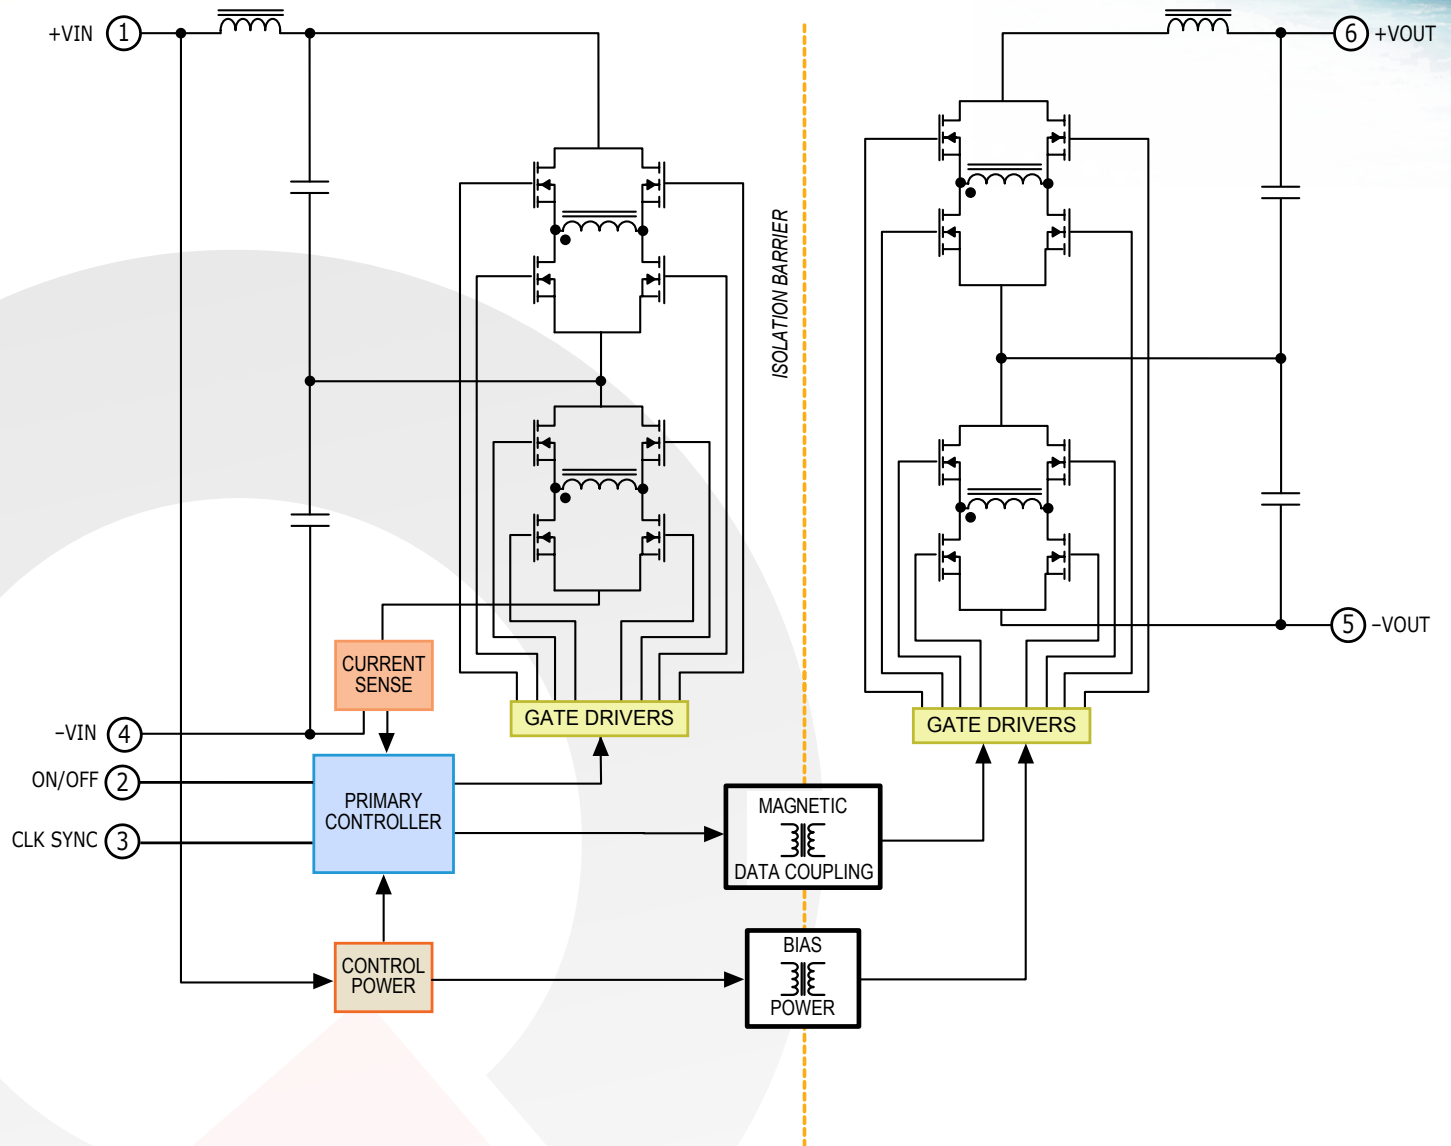 +VIN 1
6 +VOUT
ISOLATION BARRIER
5 –VOUT
CURRENT
SENSE
GATE DRIVERS
GATE DRIVERS
–VIN 4
ON/OFF 2
CLK SYNC 3
PRIMARY
CONTROLLER
MAGNETIC
DATA COUPLING
CONTROL
POWER
BIAS
POWER